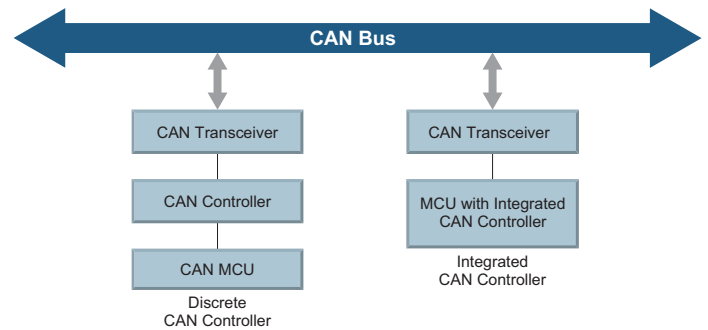 CAN Bus
CAN Transceiver
CAN Controller
CAN MCU
Discrete
CAN Controller
CAN Transceiver
MCU with Integrated
CAN Controller
Integrated
CAN Controller